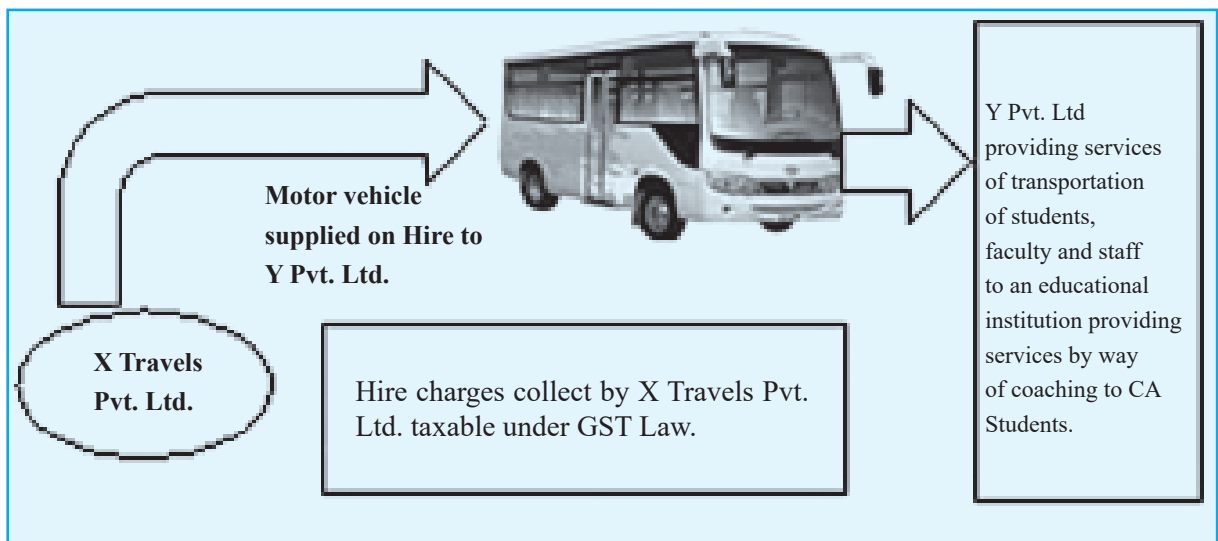 Motor vehicle
supplied on Hire to
Y Pvt. Ltd.
X Travels
Pvt. Ltd.
Hire charges collect by X Travels Pvt.
Ltd. taxable under GST Law.
Y Pvt. Ltd
providing services
of transportation
of students,
faculty and staff
to an educational
institution providing
services by way
of coaching to CA
Students.